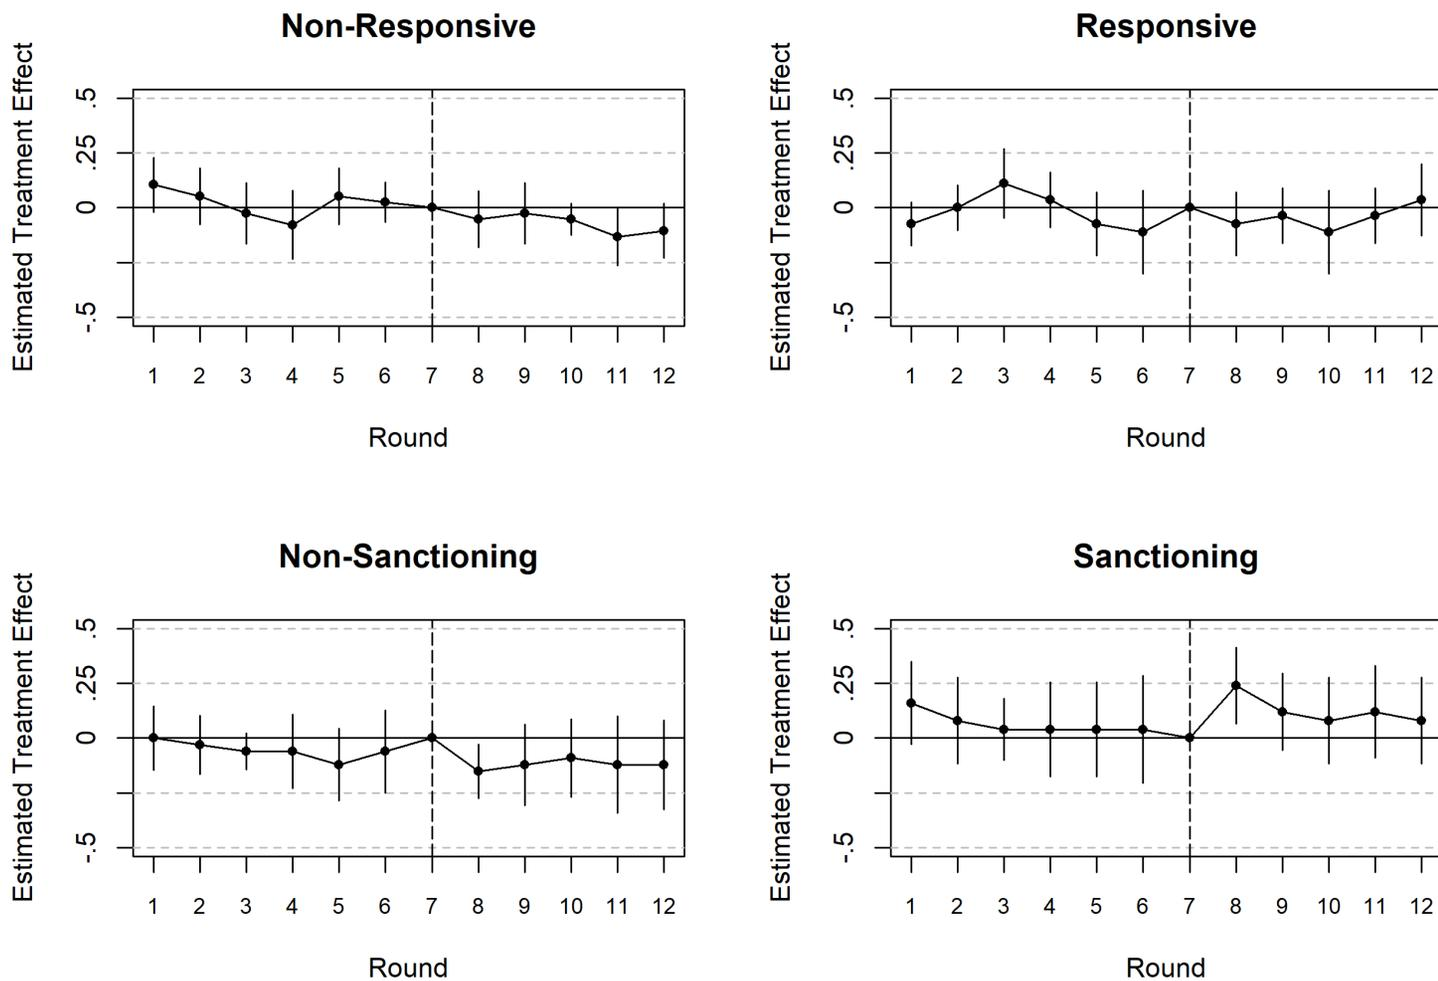 Non-Responsive
Estimated Treatment Effect
.5
.25
0
-.5
1 2 3 4 5 6 7 8 9 10 11 12
Round
Responsive
Estimated Treatment Effect
.5
.25
0
-.5
1 2 3 4 5 6 7 8 9 10 11 12
Round
Non-Sanctioning
Estimated Treatment Effect
.5
.25
0
-.5
1 2 3 4 5 6 7 8 9 10 11 12
Round
Sanctioning
Estimated Treatment Effect
.5
.25
0
-.5
1 2 3 4 5 6 7 8 9 10 11 12
Round